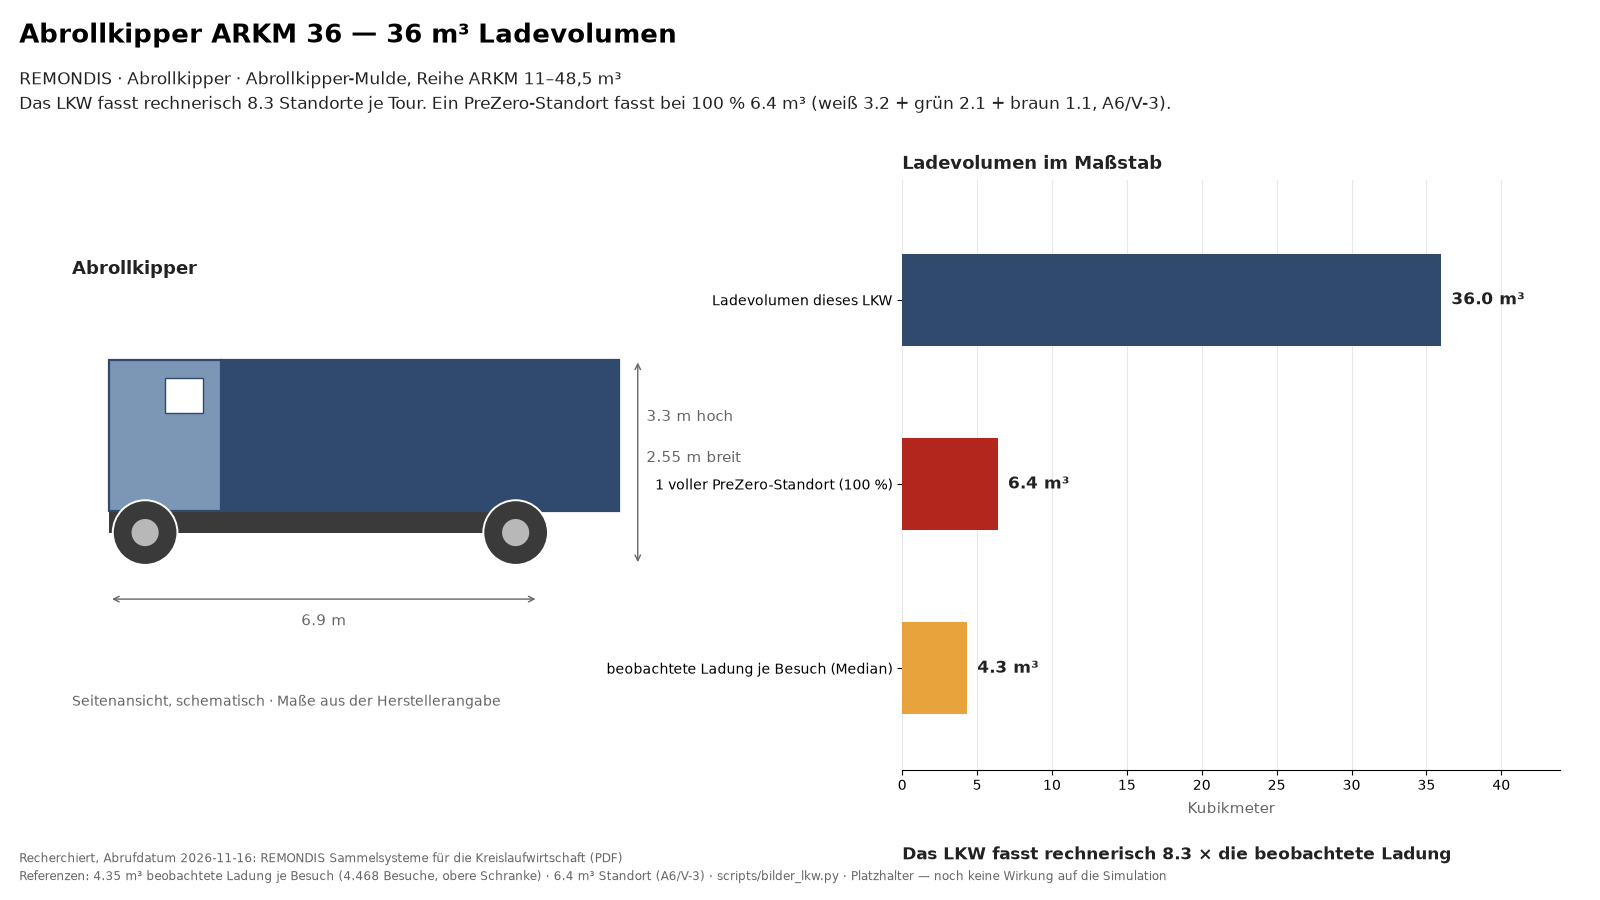 Abrollkipper ARKM 36 — 36 m³ Ladevolumen
REMONDIS · Abrollkipper · Abrollkipper-Mulde, Reihe ARKM 11–48,5 m³
Das LKW fasst rechnerisch 8.3 Standorte je Tour. Ein PreZero-Standort fasst bei 100 % 6.4 m³ (weiß 3.2 + grün 2.1 + braun 1.1, A6/V-3).
Abrollkipper
3.3 m hoch
2.55 m breit
6.9 m
Seitenansicht, schematisch · Maße aus der Herstellerangabe
Ladevolumen im Maßstab
Ladevolumen dieses LKW
36.0 m³
1 voller PreZero-Standort (100 %)
6.4 m³
beobachtete Ladung je Besuch (Median)
4.3 m³
0 5 10 15 20 25 30 35 40
Kubikmeter
Das LKW fasst rechnerisch 8.3 × die beobachtete Ladung
Recherchiert, Abrufdatum 2026-11-16: REMONDIS Sammelsysteme für die Kreislaufwirtschaft (PDF)
Referenzen: 4.35 m³ beobachtete Ladung je Besuch (4.468 Besuche, obere Schranke) · 6.4 m³ Standort (A6/V-3) · scripts/bilder_lkw.py · Platzhalter — noch keine Wirkung auf die Simulation